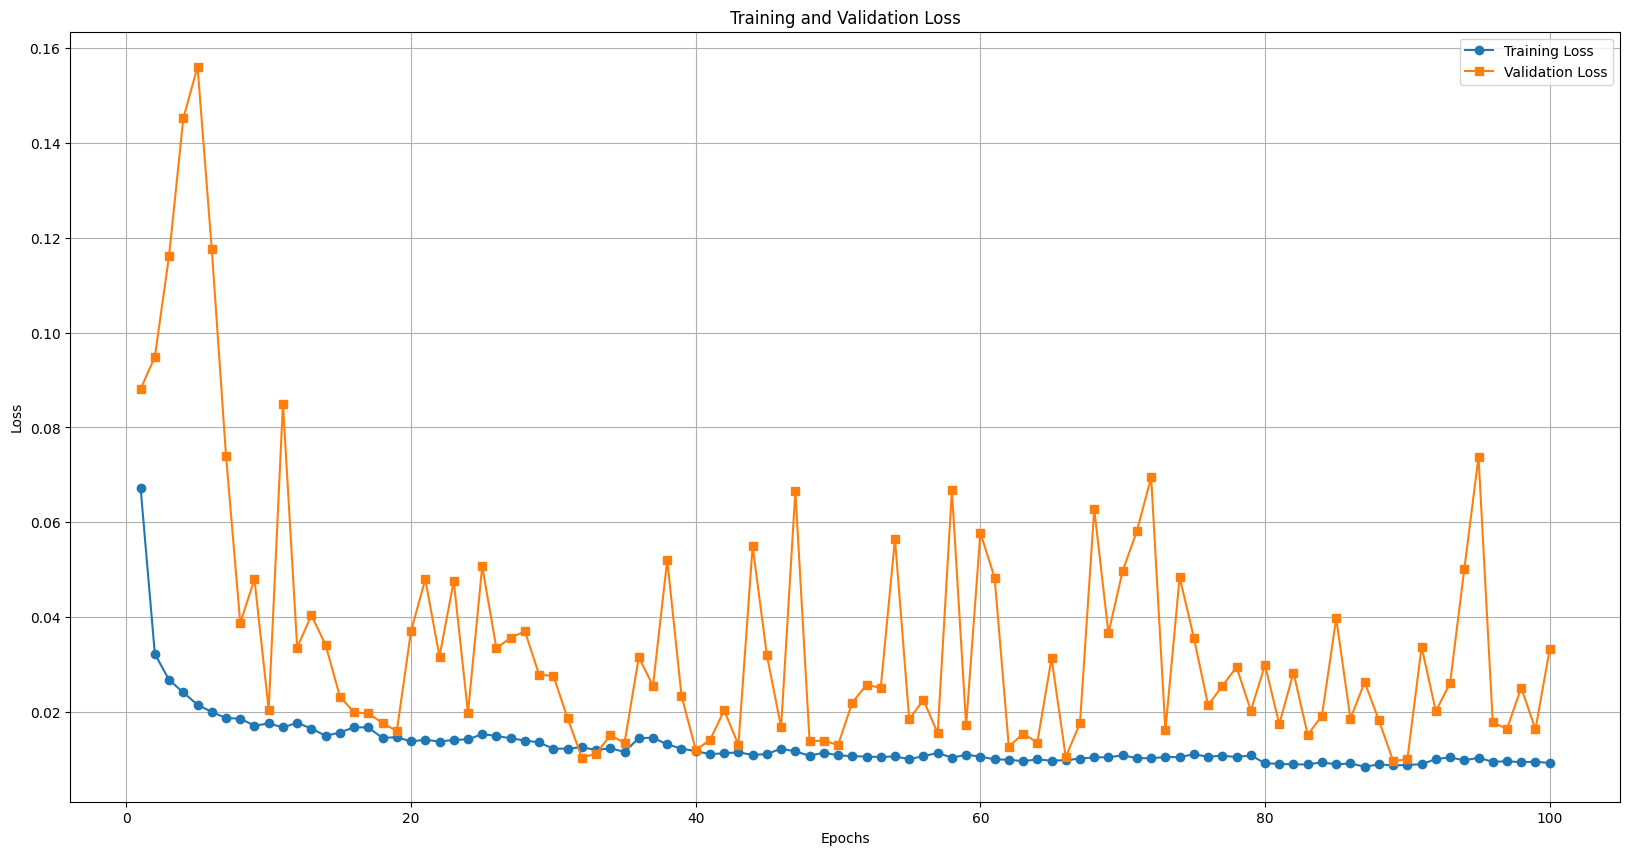 Training and Validation Loss
Training Loss
Validation Loss
0.16
0.14
0.12
0.10
0.08
0.06
0.04
0.02
Loss
0 20 40 60 80 100
Epochs